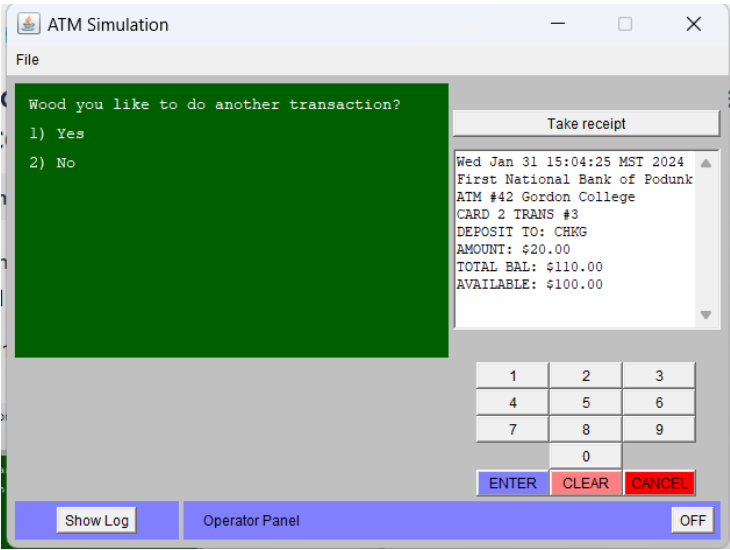 ATM Simulation
File
Wood you like to do another transaction?
1) Yes
2) No
Take receipt
Wed Jan 31 15:04:25 MST 2024
First National Bank of Podunk
ATM #42 Gordon College
CARD 2 TRANS #3
DEPOSIT TO: CHKG
AMOUNT: $20.00
TOTAL BAL: $110.00
AVAILABLE: $100.00
1 2 3
4 5 6
7 8 9
0
ENTER CLEAR CANCEL
Show Log Operator Panel OFF